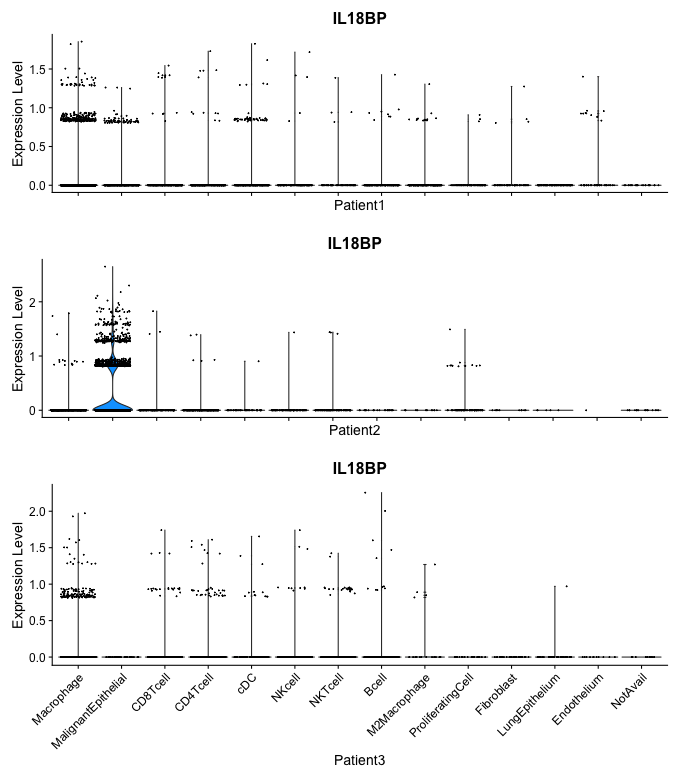 IL18BP
Expression Level
1.5
1.0
0.5
0.0
Patient1
IL18BP
Expression Level
2
1
0
Patient2
IL18BP
Expression Level
2.0
1.5
1.0
0.5
0.0
Macrophage
MalignantEpithelial
CD8Tcell
CD4Tcell
cDC
NKcell
NKTcell
Bcell
M2Macrophage
ProliferatingCell
Fibroblast
LungEpithelium
Endothelium
NotAvail
Patient3